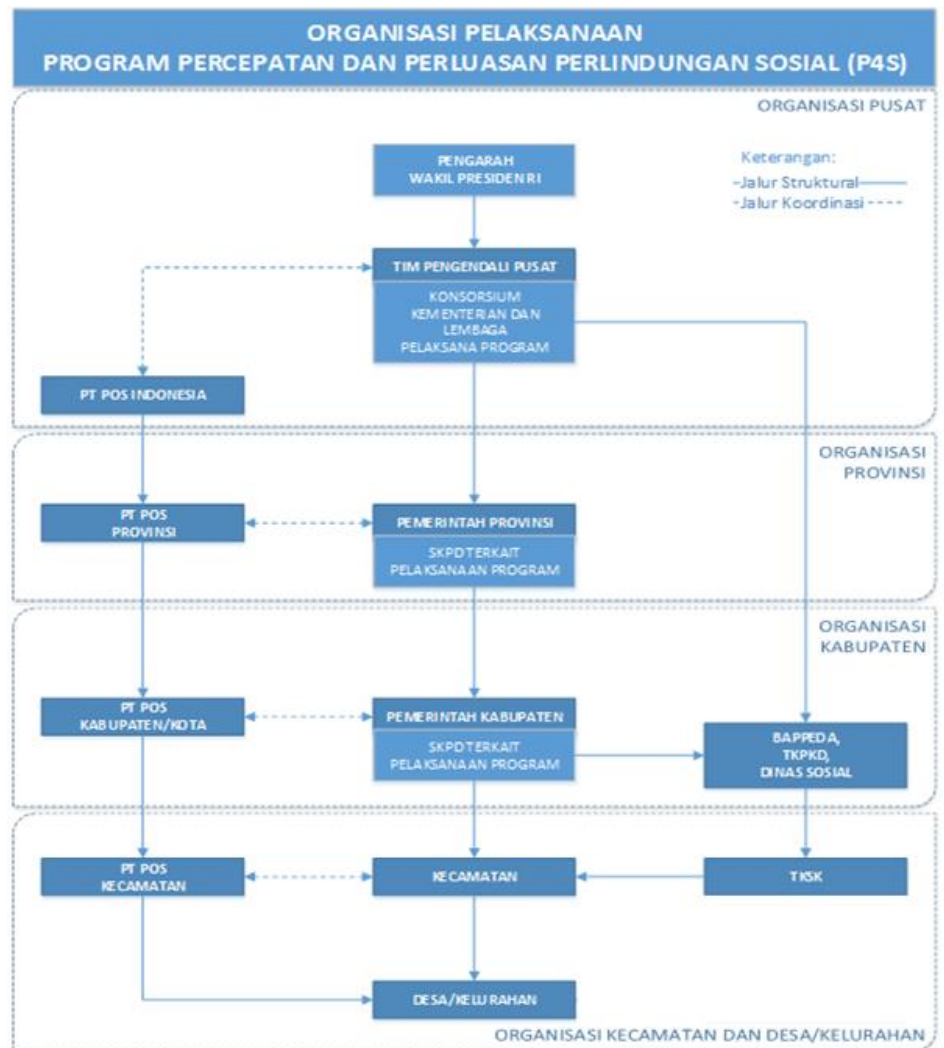 ORGANISASI PELAKSANAAN
PROGRAM PERCEPATAN DAN PERLUASAN PERLINDUNGAN SOSIAL (P4S)
ORGANISASI PUSAT
PENGARAH
WAKIL PRESIDEN RI
Keterangan:
-Jalur Struktural
-Jalur Koordinasi
TIM PENGENDALI PUSAT
KONSORSIUM
KEMENTERIAN DAN
LEMBAGA
PELAKSANA PROGRAM
PT POS INDONESIA
ORGANISASI
PROVINSI
PT POS
PROVINSI
PEMERINTAH PROVINSI
SKPD TERKAIT
PELAKSANAAN PROGRAM
ORGANISASI
KABUPATEN
PT POS
KABUPATEN/KOTA
PEMERINTAH KABUPATEN
SKPD TERKAIT
PELAKSANAAN PROGRAM
BAPPEDA,
TKPKD,
DINAS SOSIAL
PT POS
KECAMATAN
KECAMATAN
TKSK
DESA/KELURAHAN
ORGANISASI KECAMATAN DAN DESA/KELURAHAN